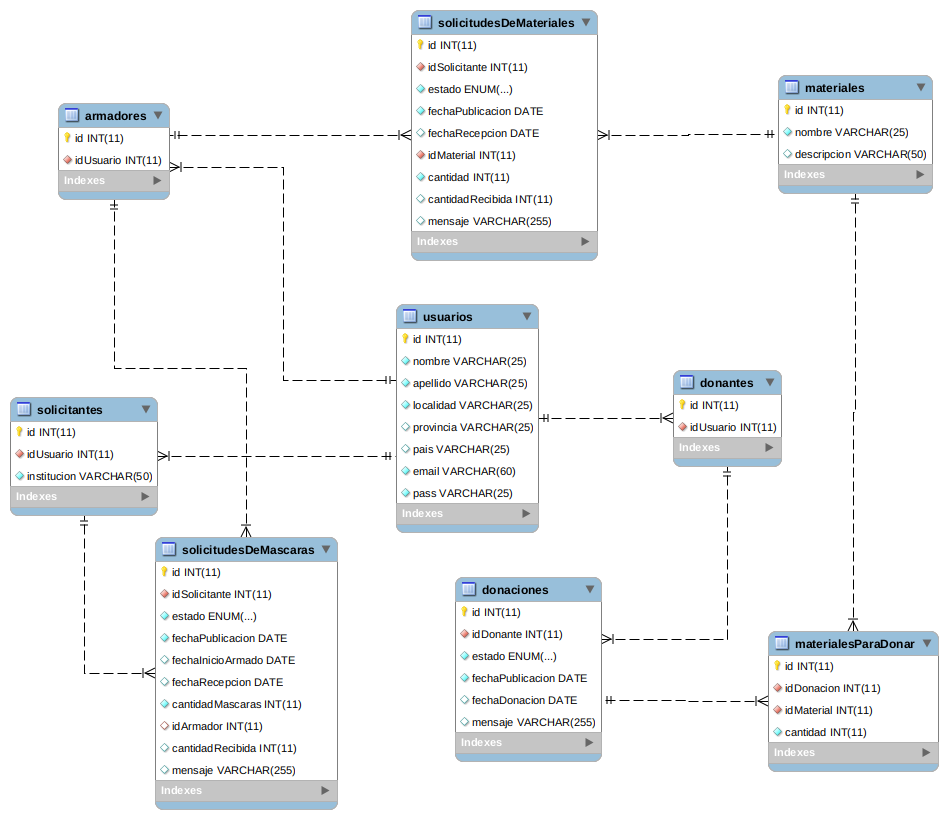 solicitudesDeMateriales
id INT(11)
idSolicitante INT(11)
estado ENUM(...)
fechaPublicacion DATE
fechaRecepcion DATE
idMaterial INT(11)
cantidad INT(11)
cantidadRecibida INT(11)
mensaje VARCHAR(255)
Indexes
materiales
id INT(11)
nombre VARCHAR(25)
descripcion VARCHAR(50)
Indexes
armadores
id INT(11)
idUsuario INT(11)
Indexes
usuarios
id INT(11)
nombre VARCHAR(25)
apellido VARCHAR(25)
localidad VARCHAR(25)
provincia VARCHAR(25)
pais VARCHAR(25)
email VARCHAR(60)
pass VARCHAR(25)
Indexes
donantes
id INT(11)
idUsuario INT(11)
Indexes
solicitantes
id INT(11)
idUsuario INT(11)
institucion VARCHAR(50)
Indexes
solicitudesDeMascaras
id INT(11)
idSolicitante INT(11)
estado ENUM(...)
fechaPublicacion DATE
fechaInicioArmado DATE
fechaRecepcion DATE
cantidadMascaras INT(11)
idArmador INT(11)
cantidadRecibida INT(11)
mensaje VARCHAR(255)
Indexes
donaciones
id INT(11)
idDonante INT(11)
estado ENUM(...)
fechaPublicacion DATE
fechaDonacion DATE
mensaje VARCHAR(255)
Indexes
materialesParaDonar
id INT(11)
idDonacion INT(11)
idMaterial INT(11)
cantidad INT(11)
Indexes